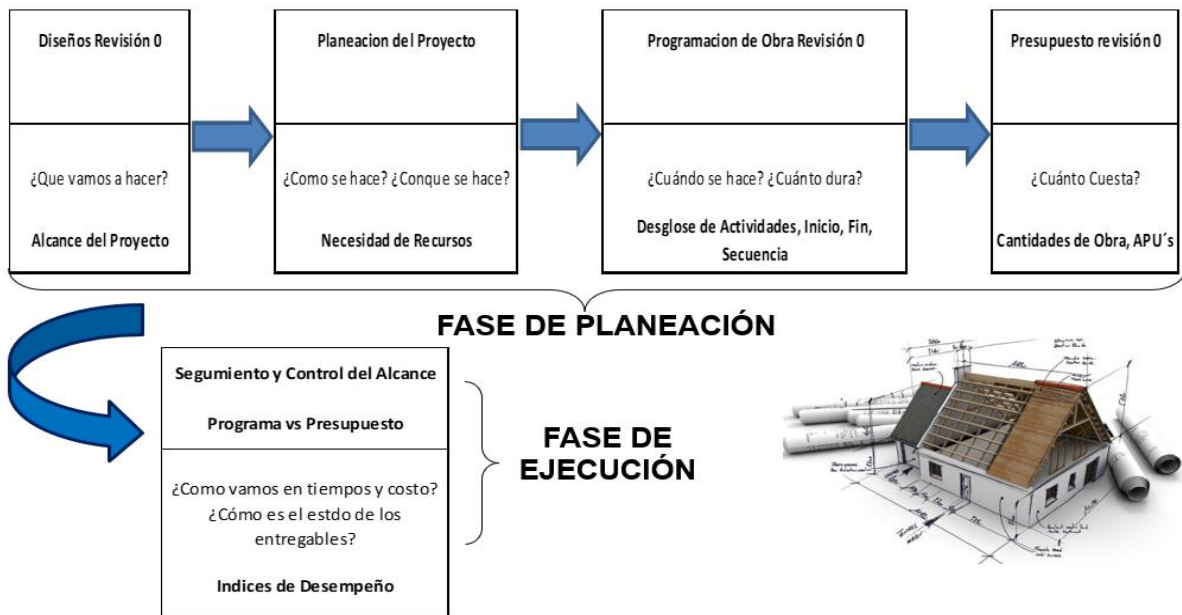 Diseños Revisión 0
¿Que vamos a hacer?
Alcance del Proyecto
Planeacion del Proyecto
¿Como se hace? ¿Conque se hace?
Necesidad de Recursos
Programacion de Obra Revisión 0
¿Cuándo se hace? ¿Cuánto dura?
Desglose de Actividades, Inicio, Fin,
Secuencia
Presupuesto revisión 0
¿Cuánto Cuesta?
Cantidades de Obra, APU´s
FASE DE PLANEACIÓN
Segumiento y Control del Alcance
Programa vs Presupuesto
¿Como vamos en tiempos y costo?
¿Cómo es el estdo de los
entregables?
Indices de Desempeño
FASE DE
EJECUCIÓN